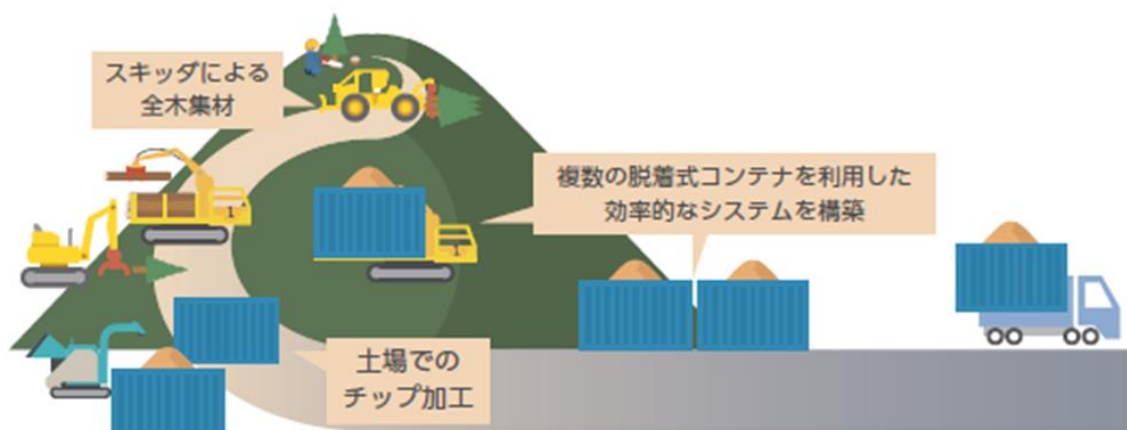 スキッダによる
全木集材
複数の脱着式コンテナを利用した
効率的なシステムを構築
土場での
チップ加工